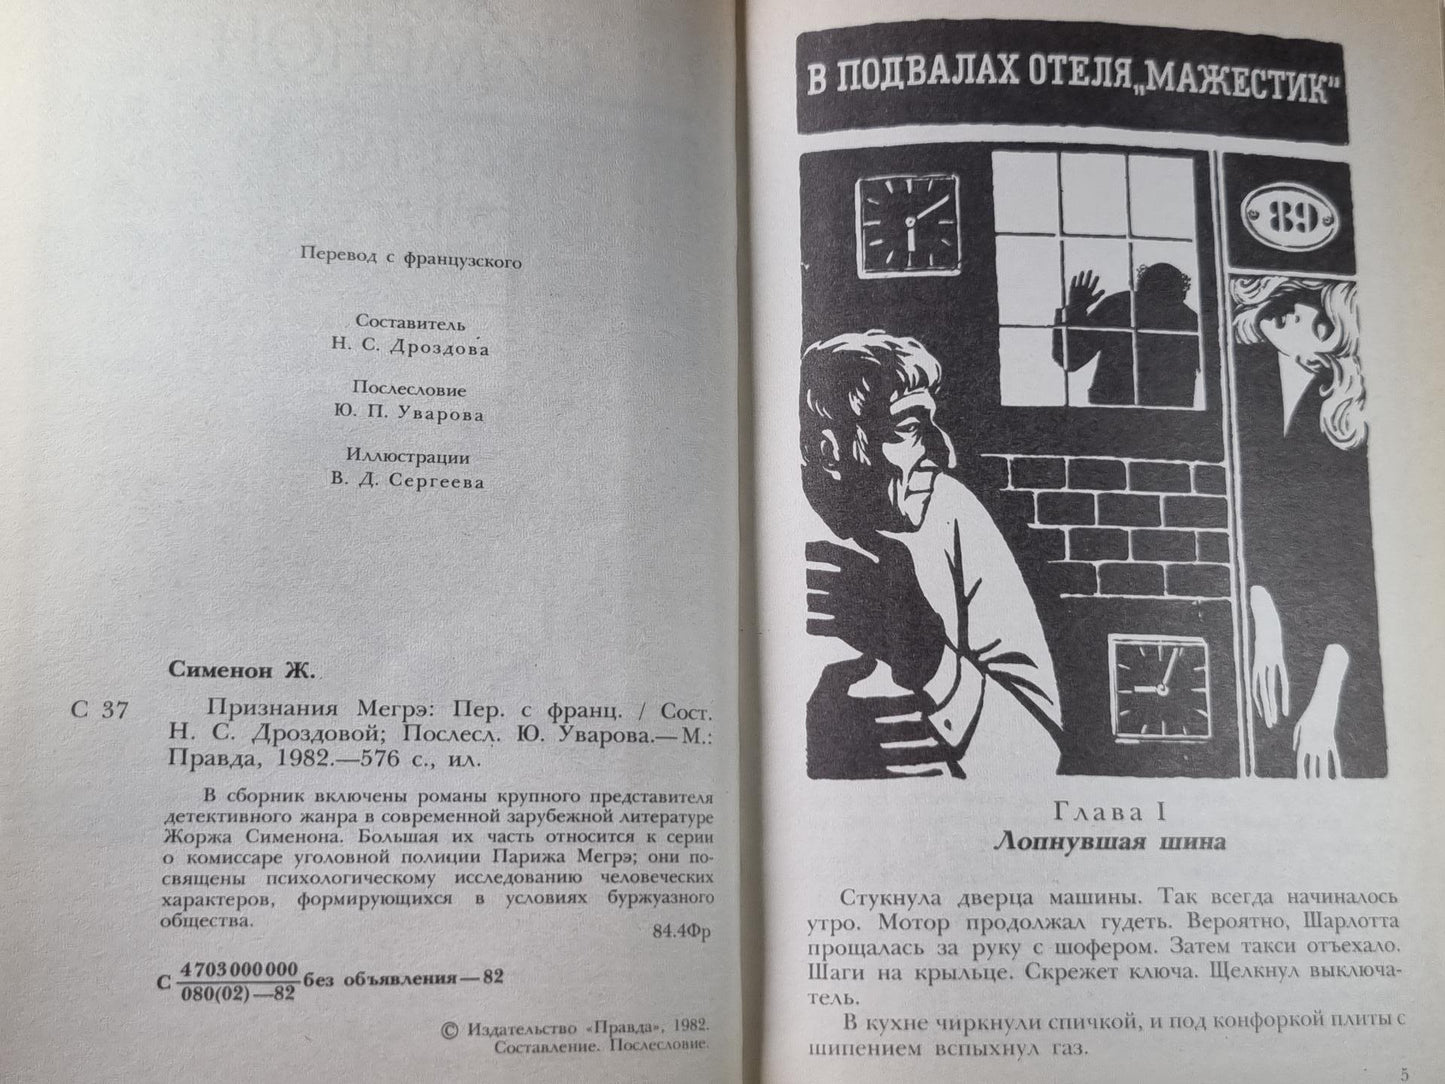 Перевод с французского
Составитель
Н. С. Дроздова
Послесловие
Ю. П. Уварова
Иллюстрации
В. Д. Сергеева
Сименон Ж.
С 37 Признания Мегрэ: Пер. с франц. / Сост.
Н. С. Дроздовой; Послесл. Ю. Уварова.—М.:
Правда, 1982.—576 с., ил.
В сборник включены романы крупного представителя
детективного жанра в современной зарубежной литературе
Жоржа Сименона. Большая их часть относится к серии
о комиссаре уголовной полиции Парижа Мегрэ; они по-
священы психологическому исследованию человеческих
характеров, формирующихся в условиях буржуазного
общества.
84.4Фр
С 4703000000
080(02)—82 без объявления—82
© Издательство «Правда», 1982.
Составление. Послесловие.
В ПОДВАЛАХ ОТЕЛЯ „МАЖЕСТИК“
89
Глава I
Лопнувшая шина
Стукнула дверца машины. Так всегда начиналось
утро. Мотор продолжал гудеть. Вероятно, Шарлотта
прощалась за руку с шофером. Затем такси отъехало.
Шаги на крыльце. Скрежет ключа. Щелкнул выключа-
тель.
В кухне чиркнули спичкой, и под конфоркой плиты с
шипением вспыхнул газ.
5